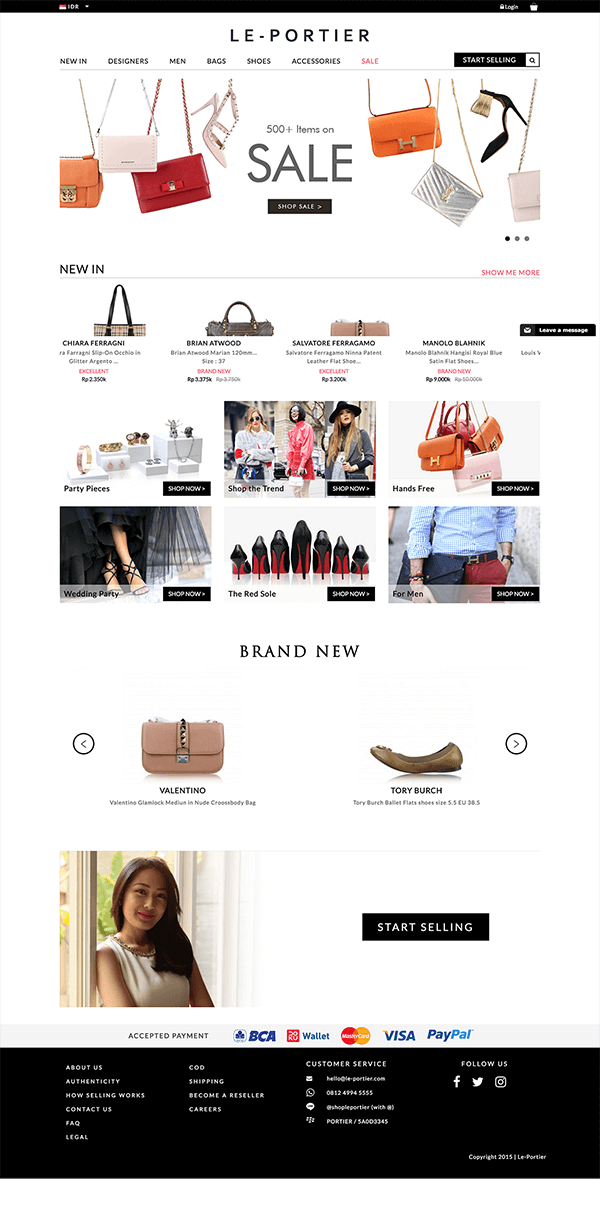 IDR
Login
LE-PORTIER
NEW IN DESIGNERS MEN BAGS SHOES ACCESSORIES SALE START SELLING
500+ Items on
SALE
SHOP SALE >
NEW IN SHOW ME MORE
CHIARA FERRAGNI
ra Farragni Slip-On Occhio in
Glitter Argento ...
EXCELLENT
Rp 2.350k
BRIAN ATWOOD
Brian Atwood Marian 120mm...
Size : 37
BRAND NEW
Rp 3.375k Rp 3.750k
SALVATORE FERRAGAMO
Salvatore Ferragamo Ninna Patent
Leather Flat Shoe...
EXCELLENT
Rp 3.200k
MANOLO BLAHNIK
Manolo Blahnik Hangisi Royal Blue
Satin Flat Shoes...
BRAND NEW
Rp 9.000k Rp 10.000k
Leave a message
Louis V
Party Pieces SHOP NOW >
Shop the Trend SHOP NOW >
Hands Free SHOP NOW >
Wedding Party SHOP NOW >
The Red Sole SHOP NOW >
For Men SHOP NOW >
BRAND NEW
VALENTINO
Valentino Glamlock Mediun in Nude Croosebody Bag
TORY BURCH
Tory Burch Ballet Flats shoes size 5.5 EU 38.5
START SELLING
ACCEPTED PAYMENT BCA DOKU Wallet MasterCard VISA PayPal
ABOUT US
AUTHENTICITY
HOW SELLING WORKS
CONTACT US
FAQ
LEGAL
COD
SHIPPING
BECOME A RESELLER
CAREERS
CUSTOMER SERVICE
hello@le-portier.com
0812 4994 5555
@shopleportier (with @)
PORTIER / 5A0D3345
FOLLOW US
Copyright 2015 | Le-Portier